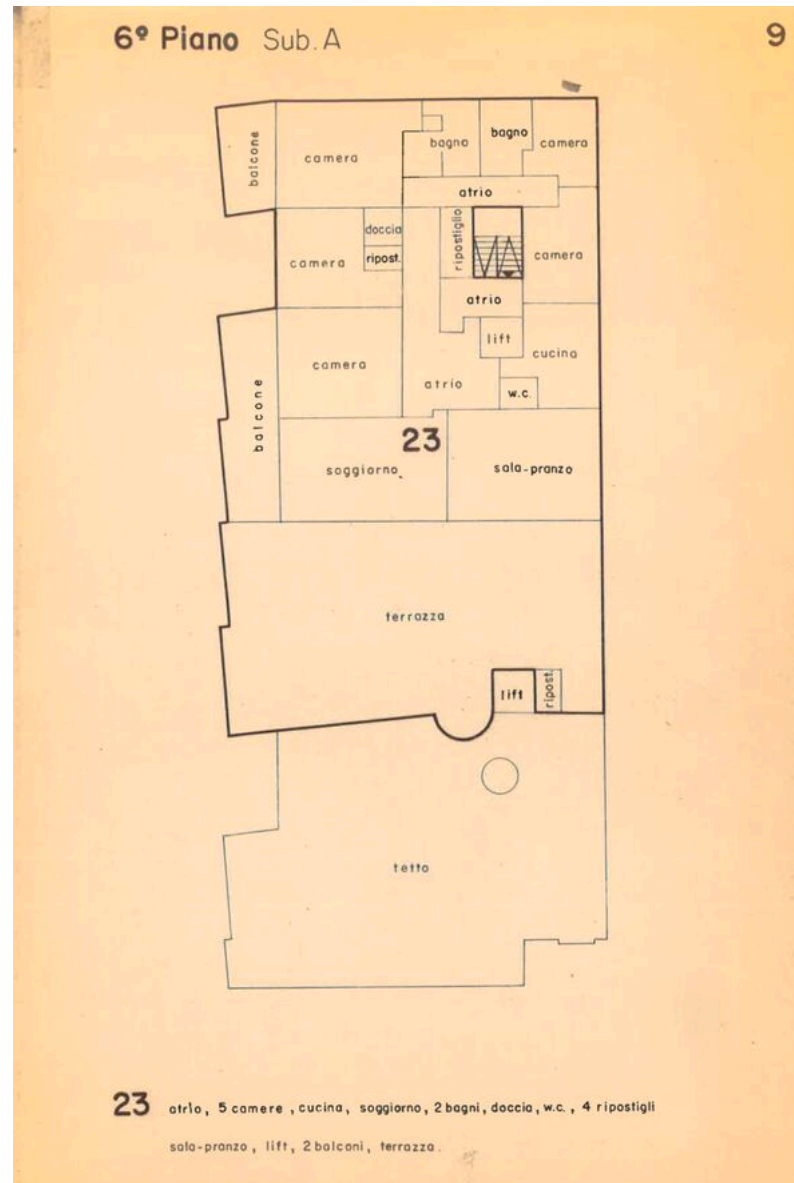 6º Piano Sub. A
9
balcone
camera
bagno
bagno
camera
atrio
doccia
ripostiglio
camera
ripost.
camera
atrio
lift
camera
cucina
atrio
w.c.
balcone
23
soggiorno
sala-pranzo
terrazza
lift
ripost.
tetto
23 atrio, 5 camere, cucina, soggiorno, 2 bagni, doccia, w.c., 4 ripostigli
sala-pranzo, lift, 2 balconi, terrazza.